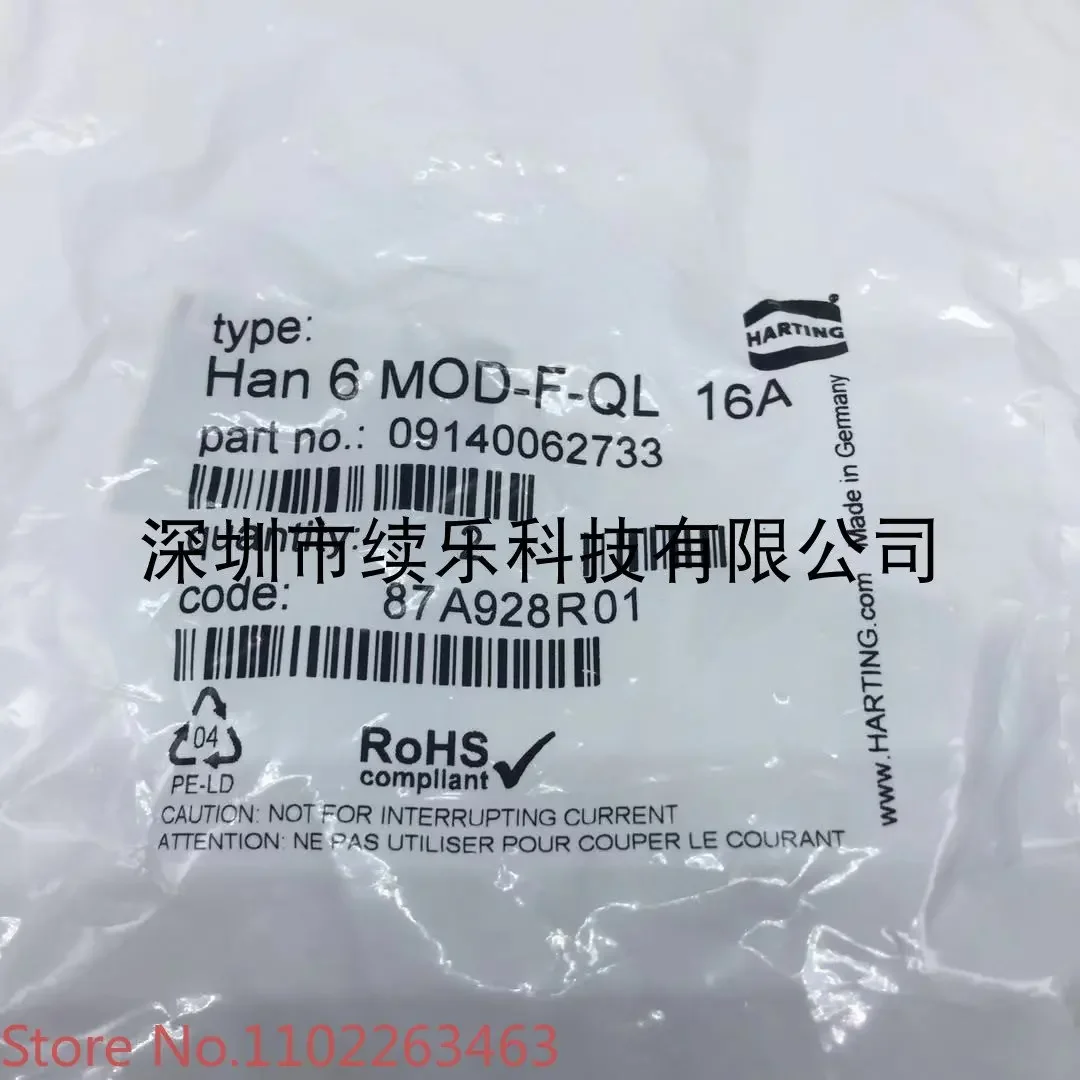 HARTING
type:
Han 6 MOD-F-QL 16A
part no.: 09140062733
quantity: 2
深圳市续乐科技有限公司
code: 87A928R01
www.HARTING.com Made in Germany
04
PE-LD
RoHS
compliant
CAUTION: NOT FOR INTERRUPTING CURRENT
ATTENTION: NE PAS UTILISER POUR COUPER LE COURANT
Store No.1102263463